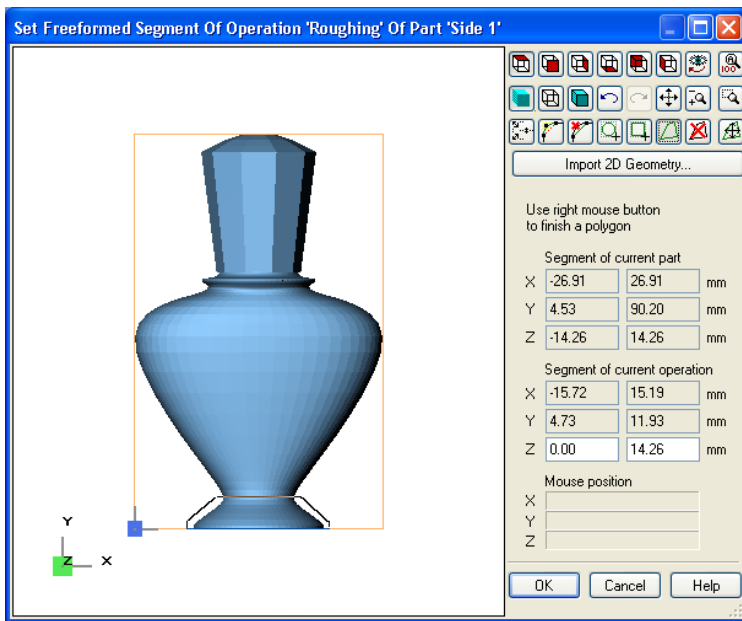 Set Freeformed Segment Of Operation 'Roughing' Of Part 'Side 1'
100
Import 2D Geometry...
Use right mouse button
to finish a polygon
Segment of current part
X -26.91 26.91 mm
Y 4.53 90.20 mm
Z -14.26 14.26 mm
Segment of current operation
X -15.72 15.19 mm
Y 4.73 11.93 mm
Z 0.00 14.26 mm
Mouse position
X
Y
Z
Y
Z X
OK Cancel Help